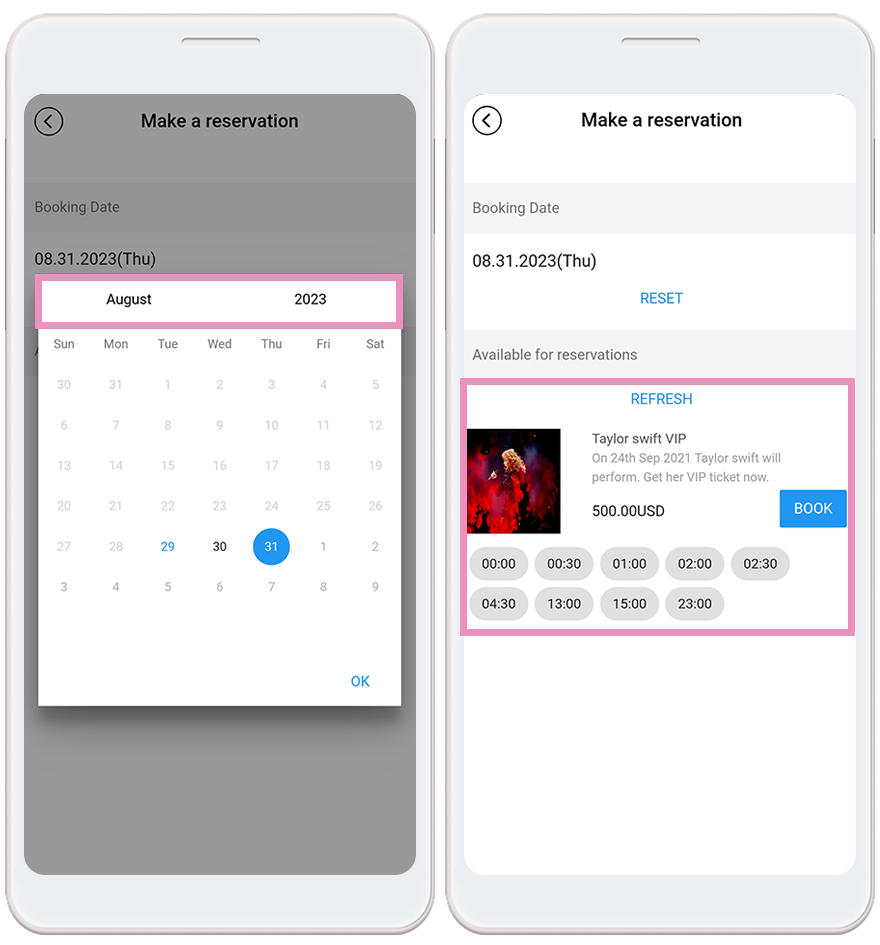 Make a reservation
Booking Date
08.31.2023(Thu)
August 2023
Sun Mon Tue Wed Thu Fri Sat
30 31 1 2 3 4 5
6 7 8 9 10 11 12
13 14 15 16 17 18 19
20 21 22 23 24 25 26
27 28 29 30 31 1 2
3 4 5 6 7 8 9
OK
Make a reservation
Booking Date
08.31.2023(Thu)
RESET
Available for reservations
REFRESH
Taylor swift VIP
On 24th Sep 2021 Taylor swift will
perform. Get her VIP ticket now.
500.00USD
BOOK
00:00 00:30 01:00 02:00 02:30
04:30 13:00 15:00 23:00